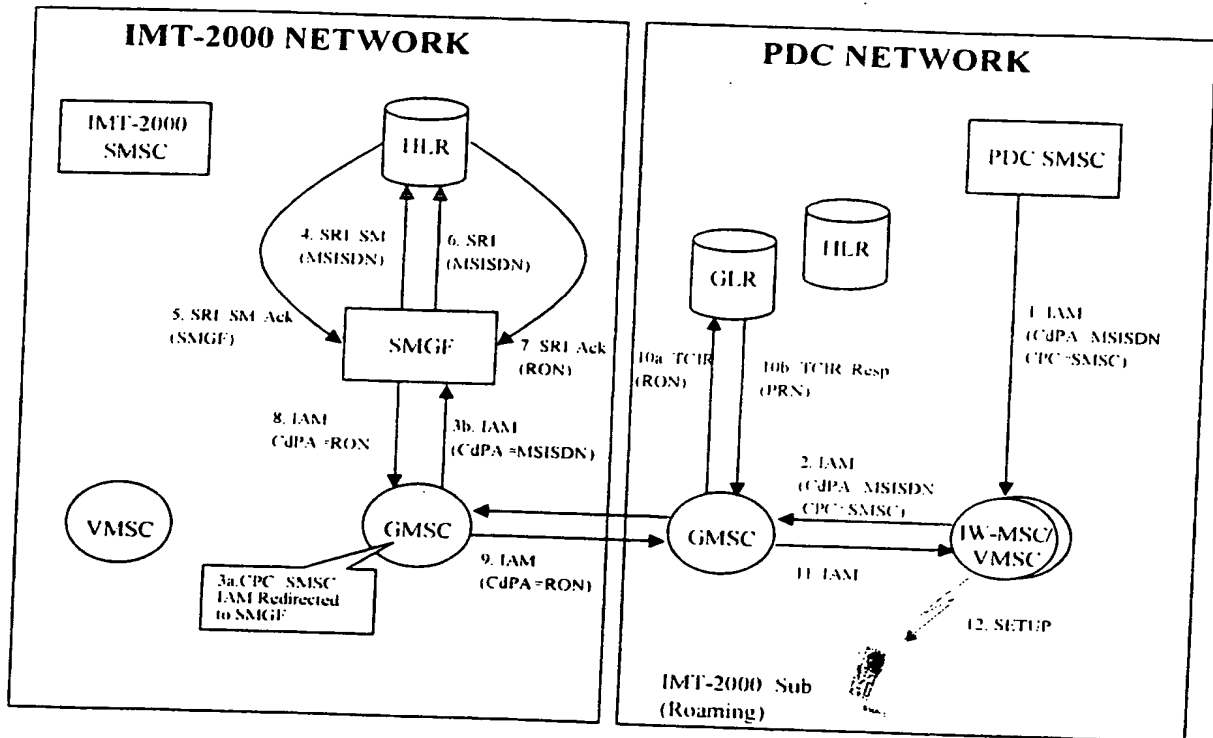 IMT-2000 NETWORK
IMT-2000
SMSC
HLR
4. SRI SM
(MSISDN)
6. SRI
(MSISDN)
5. SRI SM Ack
(SMGF)
SMGF
7. SRI Ack
(RON)
8. IAM
CdPA =RON
3b. IAM
(CdPA =MSISDN)
VMSC
GMSC
3a.CPC SMSC
IAM Redirected
to SMGF
9. IAM
(CdPA =RON)
PDC NETWORK
PDC SMSC
HLR
GLR
1. IAM
(CdPA MSISDN
CPC =SMSC)
10a TCIR
(RON)
10b TCIR Resp
(PRN)
2. IAM
(CdPA MSISDN
CPC =SMSC)
GMSC
IW-MSC/
VMSC
11. IAM
12. SETUP
IMT-2000 Sub
(Roaming)